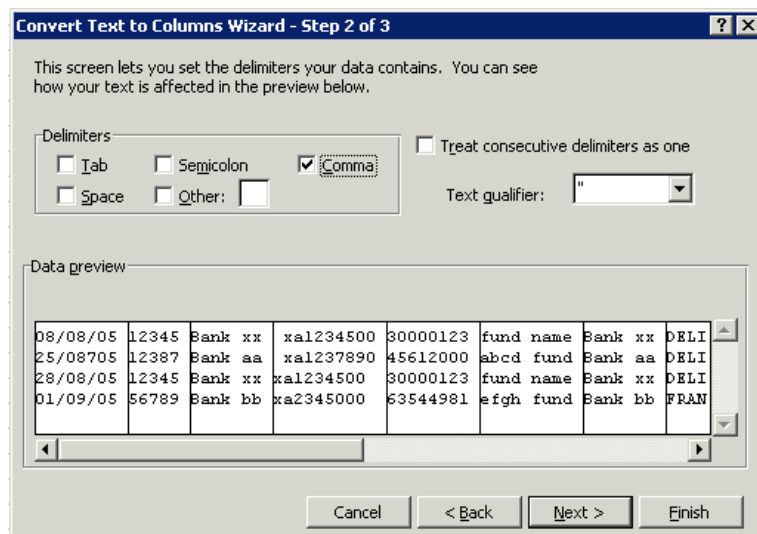 Convert Text to Columns Wizard - Step 2 of 3
This screen lets you set the delimiters your data contains. You can see
how your text is affected in the preview below.
Delimiters
Tab Semicolon Comma
Space Other:
Treat consecutive delimiters as one
Text qualifier: "
Data preview
08/08/05 12345 Bank xx xa1234500 30000123 fund name Bank xx DELI
25/08705 12387 Bank aa xa1237890 45612000 abcd fund Bank aa DELI
28/08/05 12345 Bank xx xa1234500 30000123 fund name Bank xx DELI
01/09/05 56789 Bank bb xa2345000 63544981 efgh fund Bank bb FRAN
Cancel < Back Next > Finish